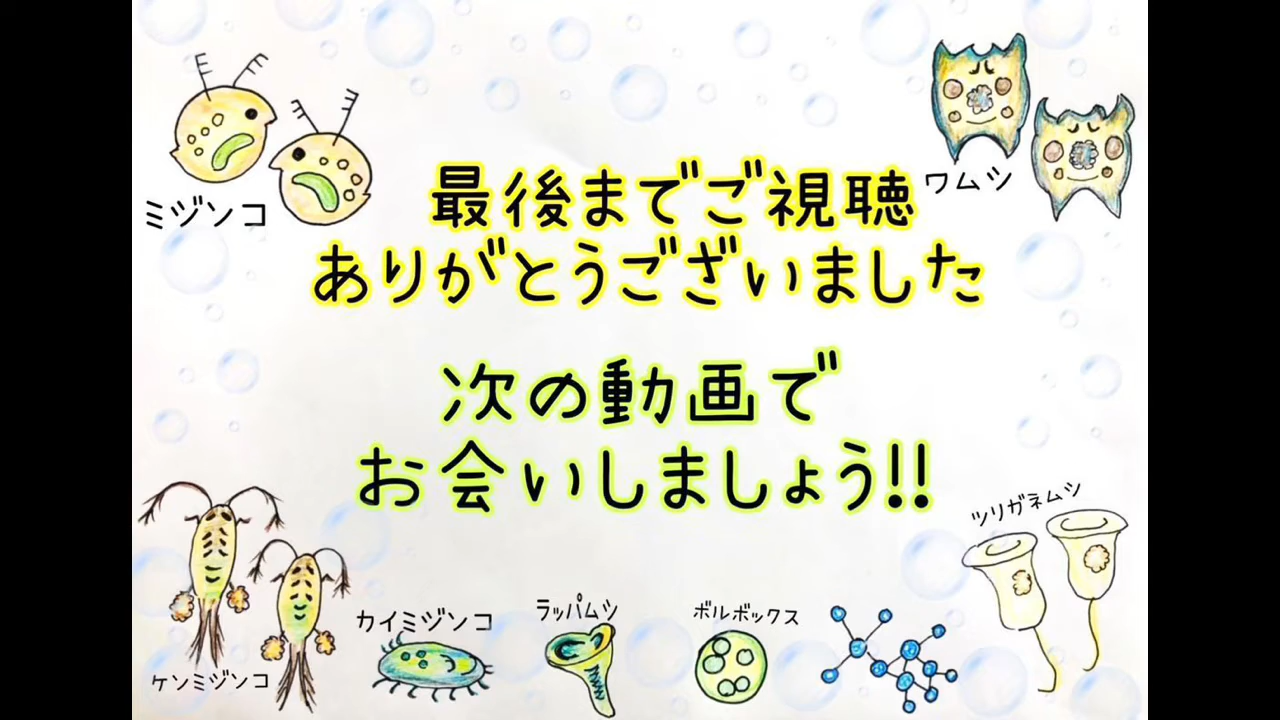 ミジンコ
ワムシ
最後までご視聴
ありがとうございました
次の動画で
お会いしましょう!!
ツリガネムシ
ケンミジンコ
カイミジンコ
ラッパムシ
ボルボックス